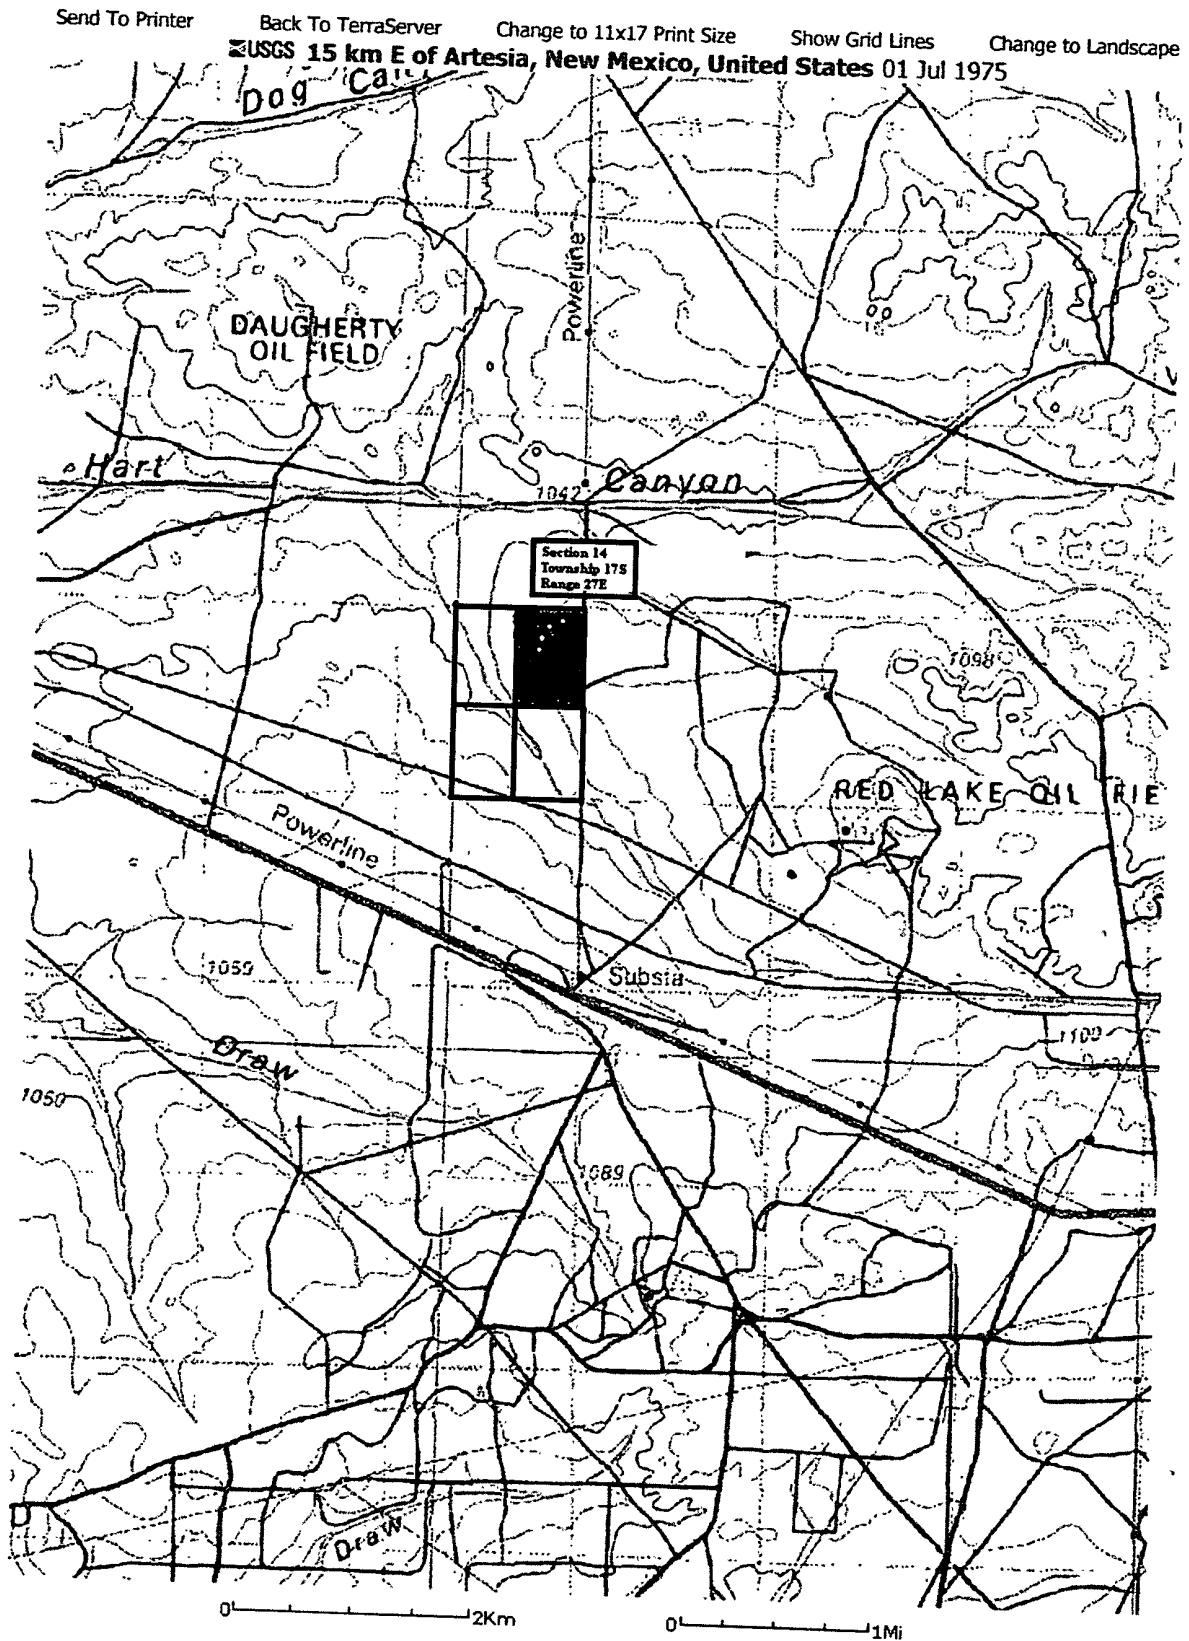 Send To Printer Back To TerraServer Change to 11x17 Print Size Show Grid Lines Change to Landscape
USGS 15 km E of Artesia, New Mexico, United States 01 Jul 1975
Dog
Powerline
DAUGHERTY
OIL FIELD
Hart
1042
Canyon
Section 14
Township 17S
Range 27E
1098
RED LAKE OIL FIE
Powerline
1059
Substa
Draw
1100
1050
1089
Draw
0 2Km 0 1Mi